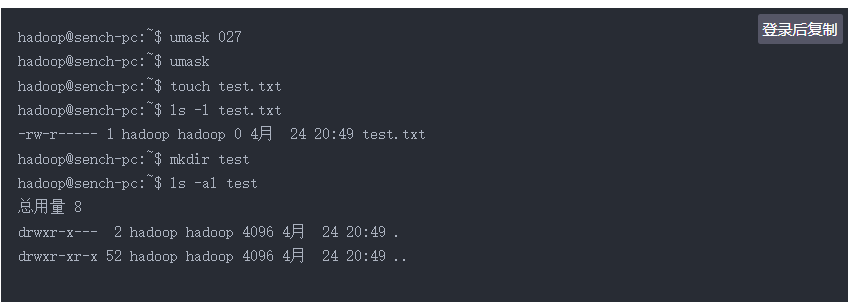 登录后复制
hadoop@sench-pc:~$ umask 027
hadoop@sench-pc:~$ umask
hadoop@sench-pc:~$ touch test.txt
hadoop@sench-pc:~$ ls -l test.txt
-rw-r----- 1 hadoop hadoop 0 4月  24 20:49 test.txt
hadoop@sench-pc:~$ mkdir test
hadoop@sench-pc:~$ ls -al test
总用量 8
drwxr-x---  2 hadoop hadoop 4096 4月  24 20:49 .
drwxr-xr-x 52 hadoop hadoop 4096 4月  24 20:49 ..